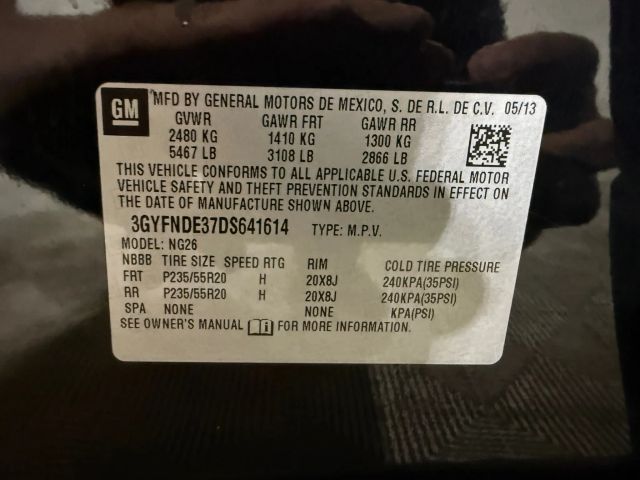 GM
MFD BY GENERAL MOTORS DE MEXICO, S. DE R.L. DE C.V. 05/13
GVWR GAWR FRT GAWR RR
2480 KG 1410 KG 1300 KG
5467 LB 3108 LB 2866 LB
THIS VEHICLE CONFORMS TO ALL APPLICABLE U.S. FEDERAL MOTOR
VEHICLE SAFETY AND THEFT PREVENTION STANDARDS IN EFFECT ON
THE DATE OF MANUFACTURE SHOWN ABOVE.
3GYFNDE37DS641614 TYPE: M.P.V.
MODEL: NG26
NBBB TIRE SIZE SPEED RTG RIM COLD TIRE PRESSURE
FRT P235/55R20 H 20X8J 240KPA(35PSI)
RR P235/55R20 H 20X8J 240KPA(35PSI)
SPA NONE NONE KPA(PSI)
SEE OWNER'S MANUAL FOR MORE INFORMATION.